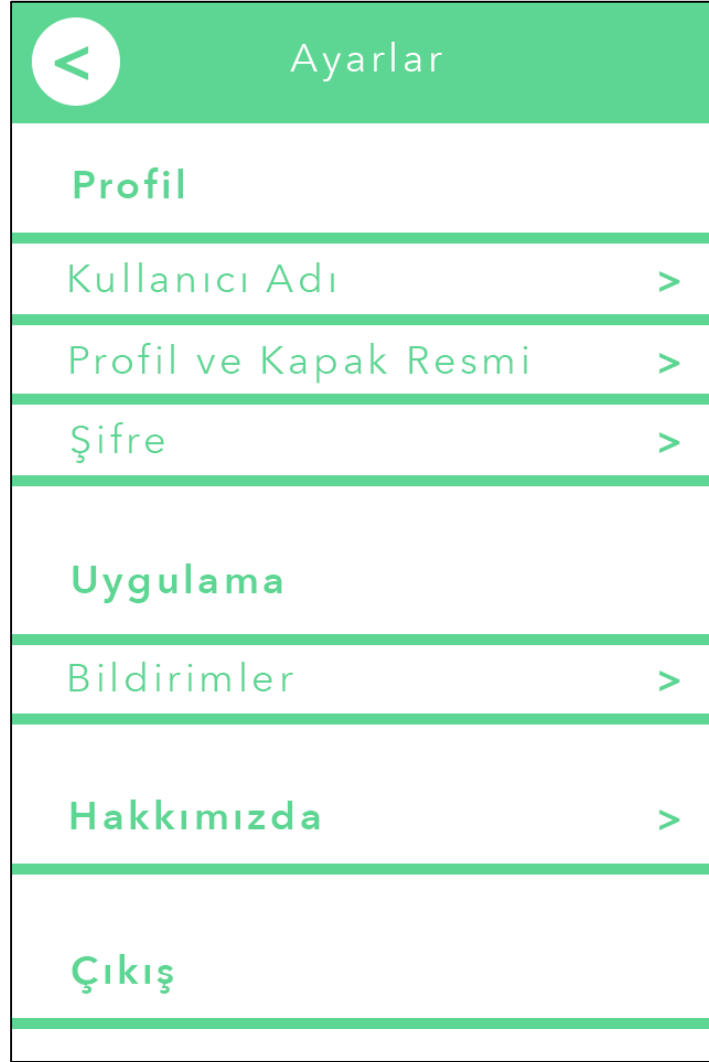 < Ayarlar
Profil
Kullanıcı Adı >
Profil ve Kapak Resmi >
Şifre >
Uygulama
Bildirimler >
Hakkımızda >
Çıkış